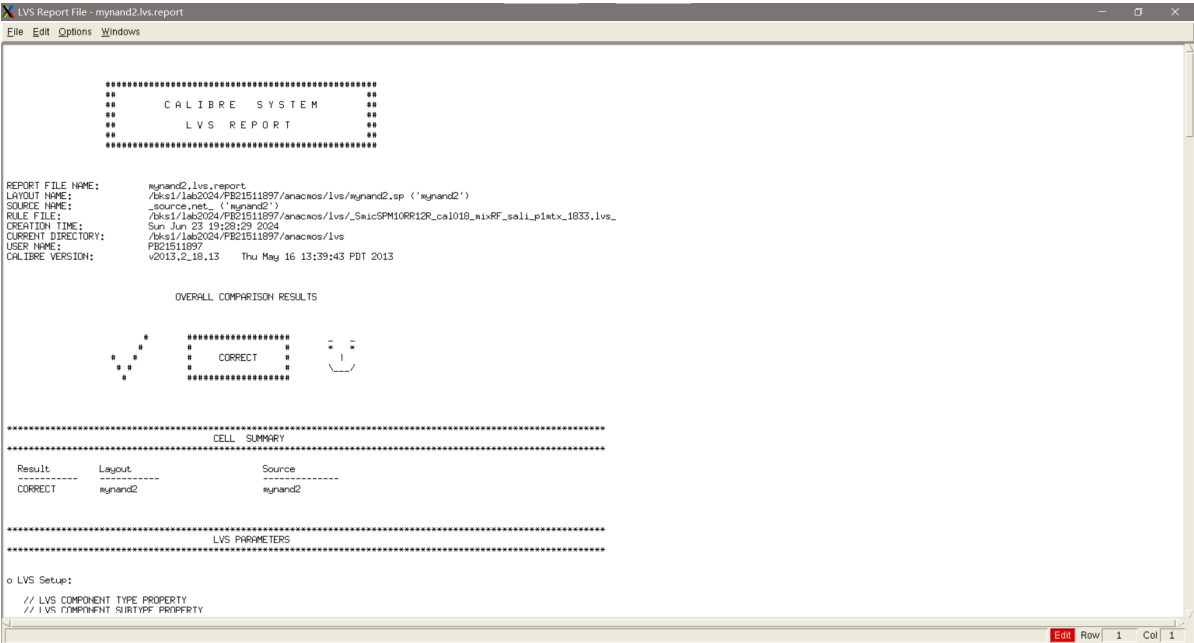 LVS Report File - mynand2.lvs.report
File Edit Options Windows
##################################################
## ##
## C A L I B R E S Y S T E M ##
## ##
## L V S R E P O R T ##
## ##
##################################################
REPORT FILE NAME: mynand2.lvs.report
LAYOUT NAME: /bks1/lab2024/PB21511897/anacmos/lvs/mynand2.sp ('mynand2')
SOURCE NAME: _source.net_ ('mynand2')
RULE FILE: /bks1/lab2024/PB21511897/anacmos/lvs/_SmicSPM10RR12R_cal018_mixRF_sali_p1mtx_1833.lvs_
CREATION TIME: Sun Jun 23 19:28:29 2024
CURRENT DIRECTORY: /bks1/lab2024/PB21511897/anacmos/lvs
USER NAME: PB21511897
CALIBRE VERSION: v2013.2_18.13 Thu May 16 13:39:43 PDT 2013
OVERALL COMPARISON RESULTS
# ################### _ _
# # # * *
# # # CORRECT # |
# # # # \___/
# ###################
***************************************************************************************************************
CELL SUMMARY
***************************************************************************************************************
Result Layout Source
----------- ----------- --------------
CORRECT mynand2 mynand2
***************************************************************************************************************
LVS PARAMETERS
***************************************************************************************************************
o LVS Setup:
// LVS COMPONENT TYPE PROPERTY
// LVS COMPONENT SUBTYPE PROPERTY
Edit Row 1 Col 1